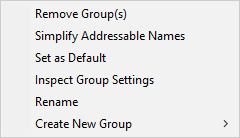 Remove Group(s)
Simplify Addressable Names
Set as Default
Inspect Group Settings
Rename
Create New Group